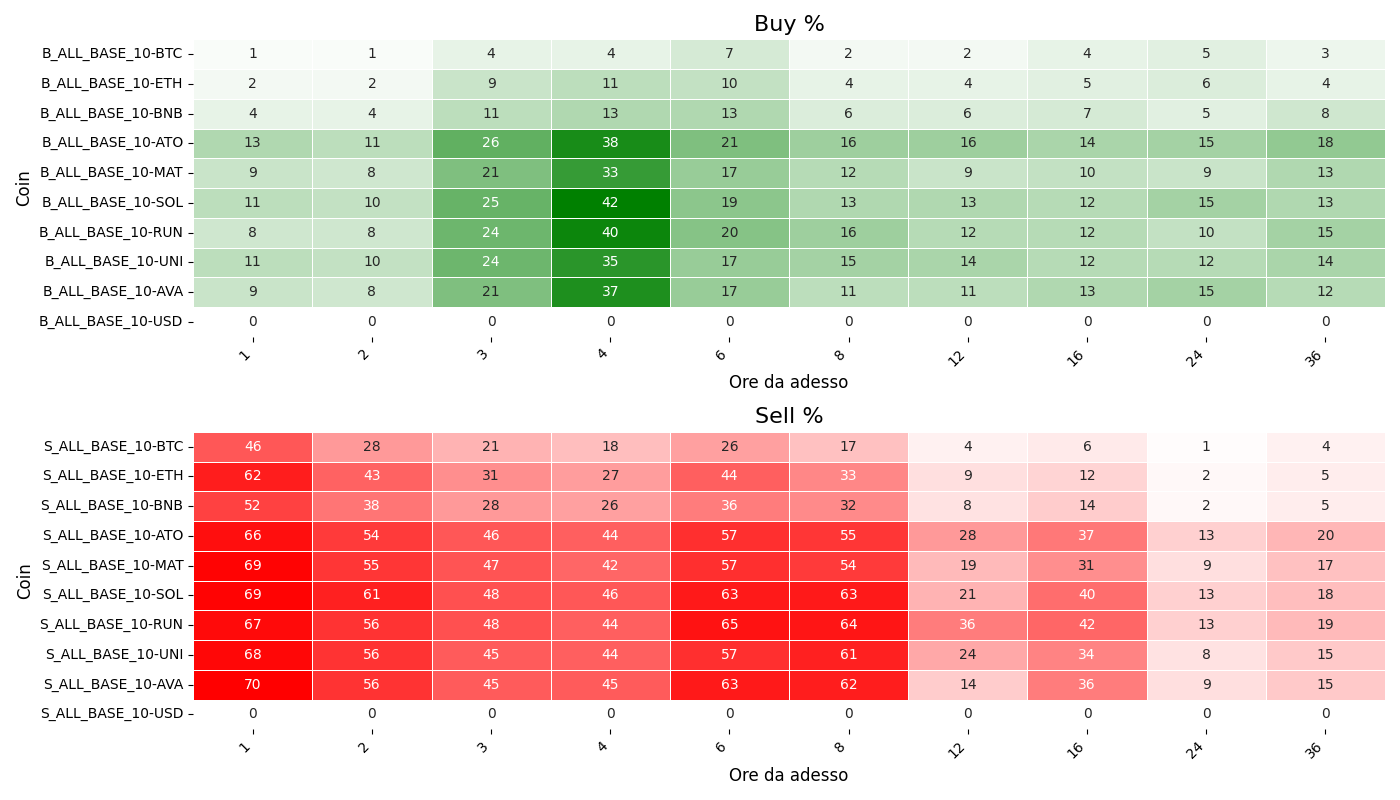 Buy %
Coin
B_ALL_BASE_10-BTC 1 1 4 4 7 2 2 4 5 3
B_ALL_BASE_10-ETH 2 2 9 11 10 4 4 5 6 4
B_ALL_BASE_10-BNB 4 4 11 13 13 6 6 7 5 8
B_ALL_BASE_10-ATO 13 11 26 38 21 16 16 14 15 18
B_ALL_BASE_10-MAT 9 8 21 33 17 12 9 10 9 13
B_ALL_BASE_10-SOL 11 10 25 42 19 13 13 12 15 13
B_ALL_BASE_10-RUN 8 8 24 40 20 16 12 12 10 15
B_ALL_BASE_10-UNI 11 10 24 35 17 15 14 12 12 14
B_ALL_BASE_10-AVA 9 8 21 37 17 11 11 13 15 12
B_ALL_BASE_10-USD 0 0 0 0 0 0 0 0 0 0
1 2 3 4 6 8 12 16 24 36
Ore da adesso
Sell %
Coin
S_ALL_BASE_10-BTC 46 28 21 18 26 17 4 6 1 4
S_ALL_BASE_10-ETH 62 43 31 27 44 33 9 12 2 5
S_ALL_BASE_10-BNB 52 38 28 26 36 32 8 14 2 5
S_ALL_BASE_10-ATO 66 54 46 44 57 55 28 37 13 20
S_ALL_BASE_10-MAT 69 55 47 42 57 54 19 31 9 17
S_ALL_BASE_10-SOL 69 61 48 46 63 63 21 40 13 18
S_ALL_BASE_10-RUN 67 56 48 44 65 64 36 42 13 19
S_ALL_BASE_10-UNI 68 56 45 44 57 61 24 34 8 15
S_ALL_BASE_10-AVA 70 56 45 45 63 62 14 36 9 15
S_ALL_BASE_10-USD 0 0 0 0 0 0 0 0 0 0
1 2 3 4 6 8 12 16 24 36
Ore da adesso